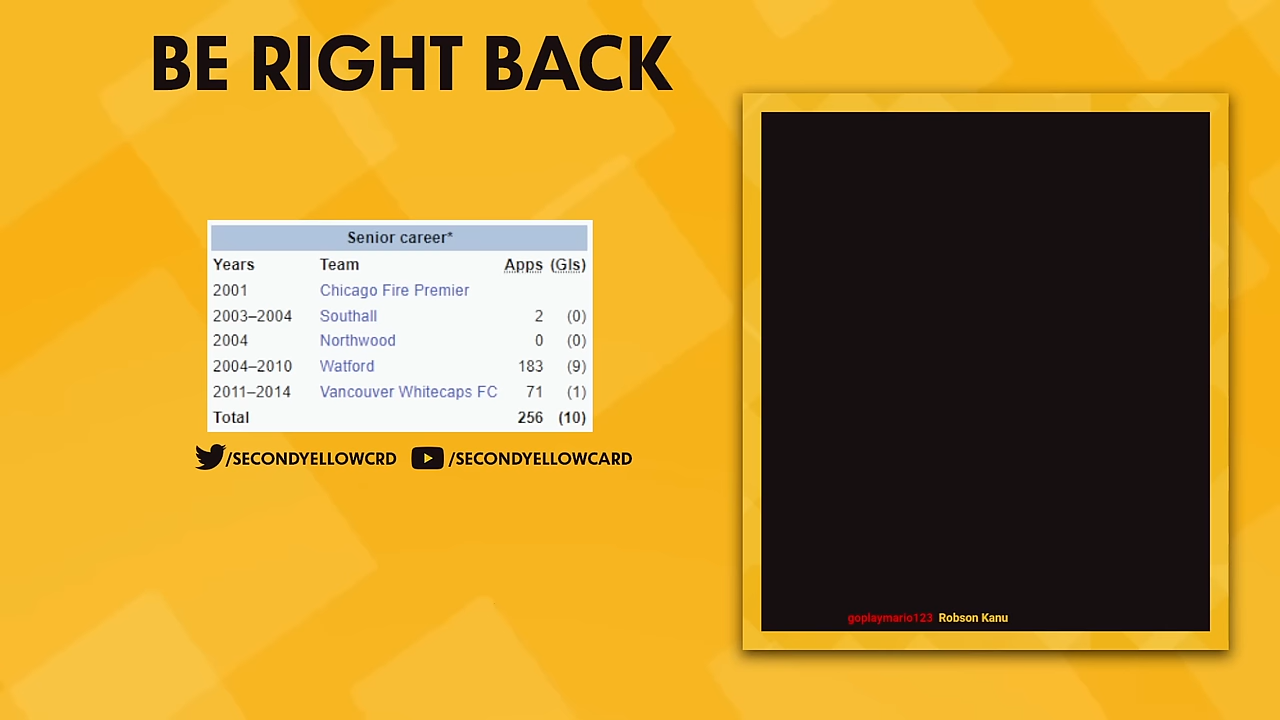 BE RIGHT BACK
Senior career*
Years Team Apps (Gls)
2001 Chicago Fire Premier
2003–2004 Southall 2 (0)
2004 Northwood 0 (0)
2004–2010 Watford 183 (9)
2011–2014 Vancouver Whitecaps FC 71 (1)
Total 256 (10)
/SECONDYELLOWCRD /SECONDYELLOWCARD
goplaymario123 Robson Kanu